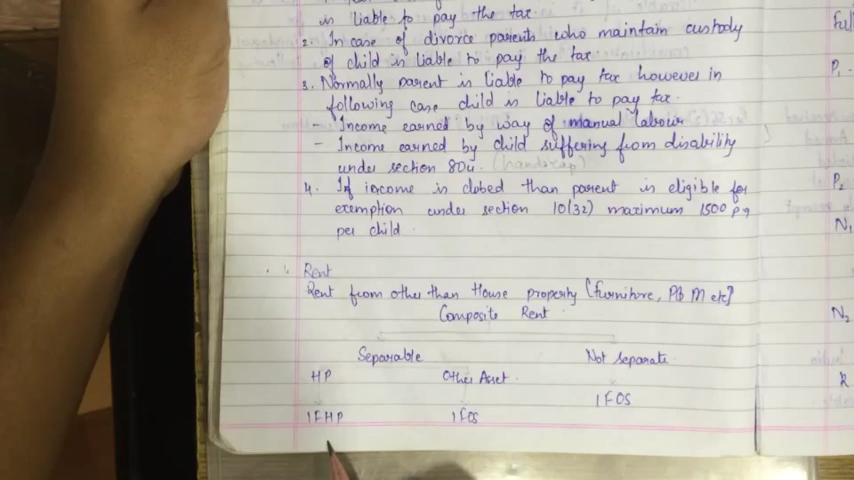 is liable to pay the tax
2. In case of divorce parents who maintain custody
of child is liable to pay the tax
3. Normally parent is liable to pay tax however in
following case child is liable to pay tax.
- Income earned by way of manual labour
- Income earned by child suffering from disability
under section 80u. (handicap)
4. If income is clobed than parent is eligible for
exemption under section 10(32) maximum 1500 p.y
per child.
Rent
Rent from other than House property [furniture, P& M etc]
Composite Rent
Separable Not separate
HP Other Asset
IFOS
IFHP IFOS
P1
P2
N1
N2
R